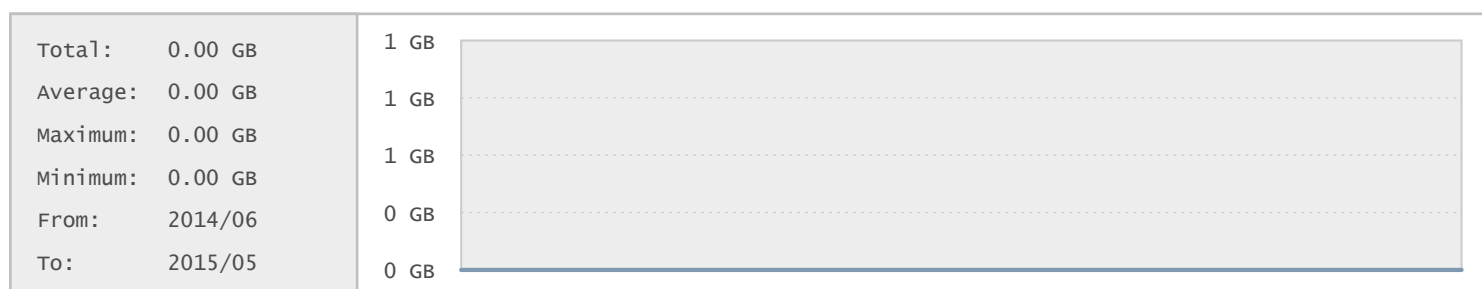 Total: 0.00 GB
Average: 0.00 GB
Maximum: 0.00 GB
Minimum: 0.00 GB
From: 2014/06
To: 2015/05
1 GB
1 GB
1 GB
0 GB
0 GB